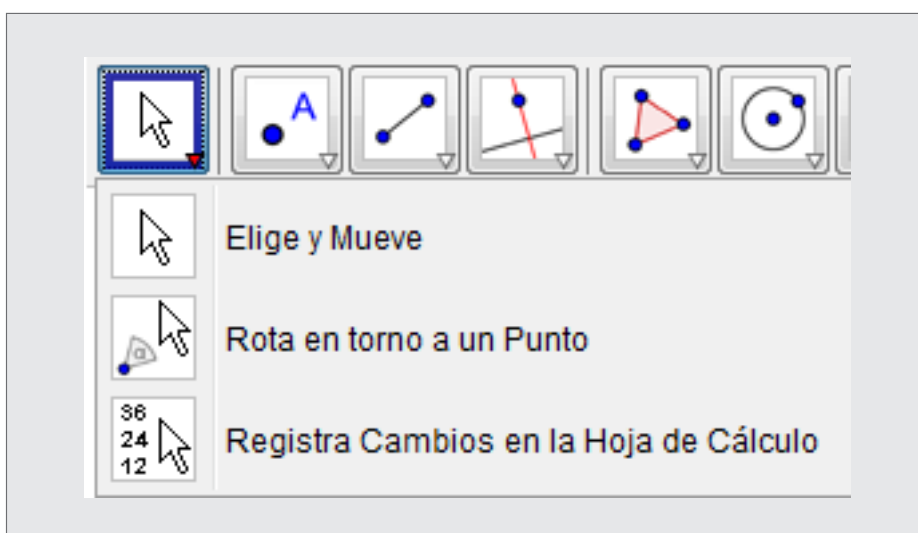 A
Elige y Mueve
α
Rota en torno a un Punto
36
24
12
Registra Cambios en la Hoja de Cálculo